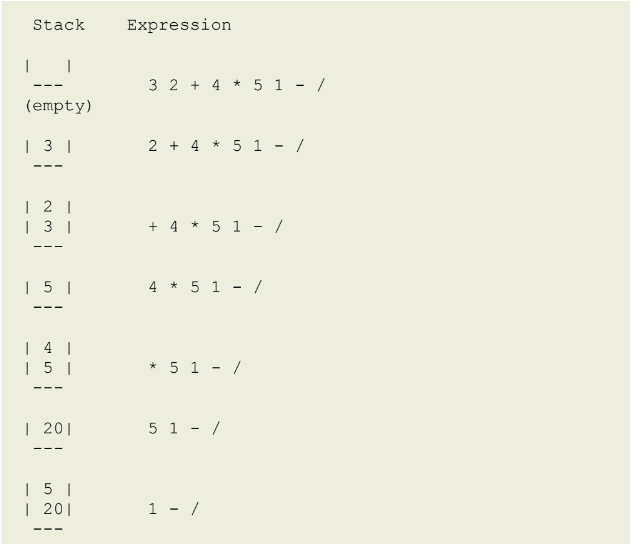 Stack    Expression
|   |
---     3 2 + 4 * 5 1 - /
(empty)
| 3 |     2 + 4 * 5 1 - /
---
| 2 |
| 3 |     + 4 * 5 1 - /
---
| 5 |     4 * 5 1 - /
---
| 4 |
| 5 |     * 5 1 - /
---
| 20|     5 1 - /
---
| 5 |
| 20|     1 - /
---